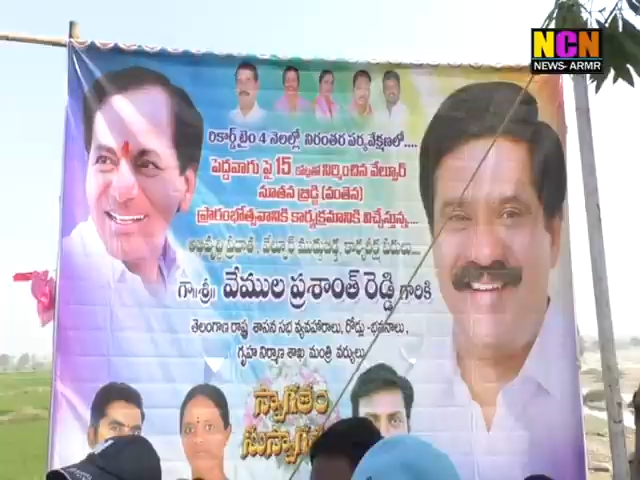 NCN
NEWS-ARMR
రికార్డ్ టైం 4 నెలల్లో నిరంతర పర్యవేక్షణలో....
పెద్దవాగు పై 15 కోట్లతో నిర్మించిన వేల్పూర్
నూతన బ్రిడ్జి (వంతెన)
ప్రారంభోత్సవానికి కార్యక్రమానికి విచ్చేస్తున్న....
గౌ॥శ్రీ॥ వేముల ప్రశాంత్ రెడ్డి గారికి
తెలంగాణ రాష్ట్ర శాసన సభ వ్యవహారాలు, రోడ్లు -భవనాలు,
గృహ నిర్మాణ శాఖ మంత్రి వర్యులు
స్వాగతం
సుస్వాగతం